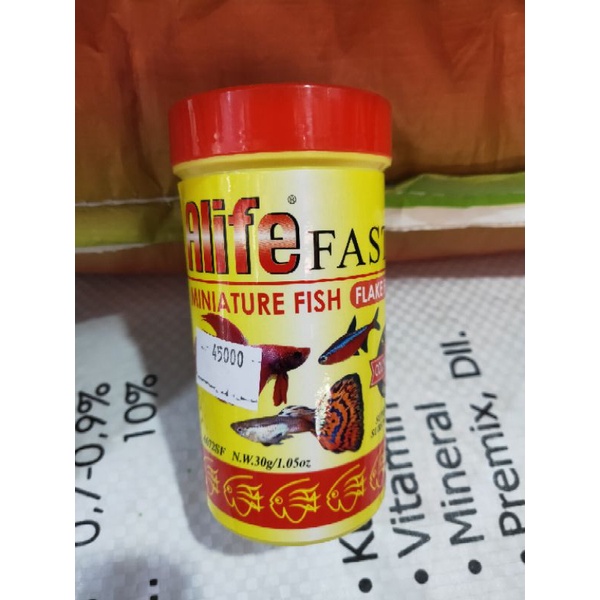 Alife® FAST
MINIATURE FISH FLAKE
45000
N.W.30g/1.05oz
0,7-0,9%
10%
Vitamin
Mineral
Premix, Dll.